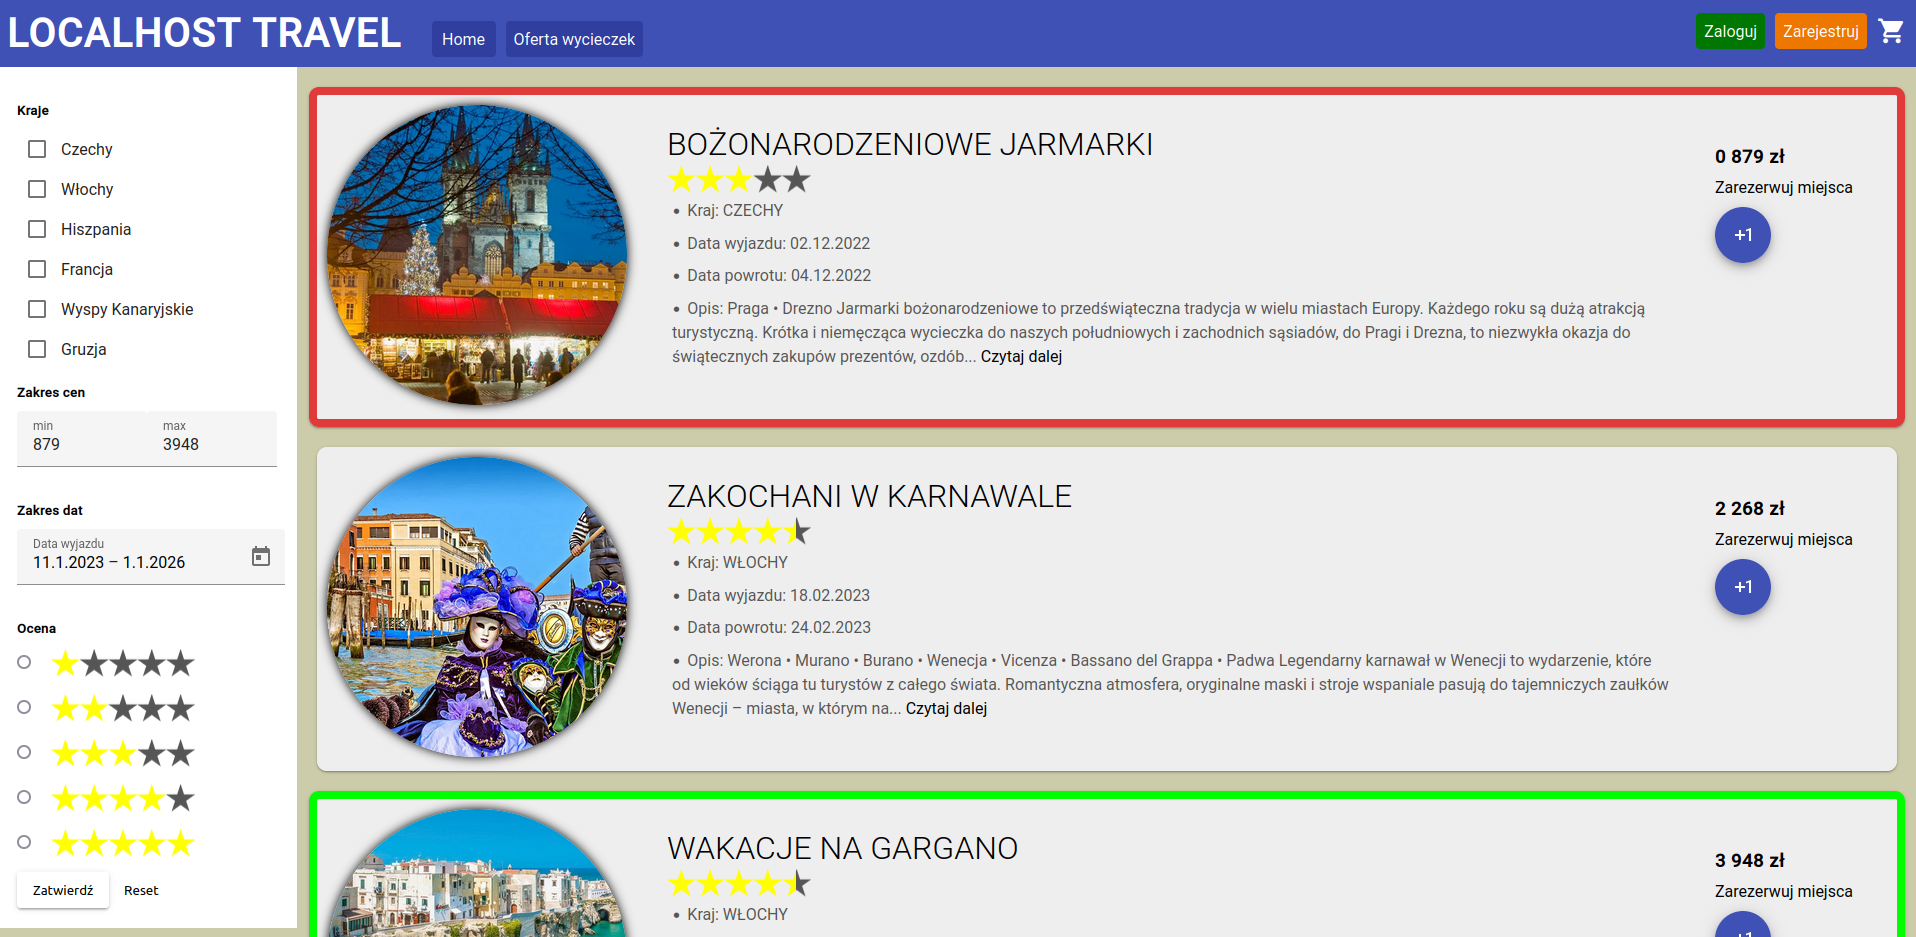 LOCALHOST TRAVEL
Home
Oferta wycieczek
Zaloguj
Zarejestruj
Kraje
Czechy
Włochy
Hiszpania
Francja
Wyspy Kanaryjskie
Gruzja
Zakres cen
min
879
max
3948
Zakres dat
Data wyjazdu
11.1.2023 – 1.1.2026
Ocena
Zatwierdź
Reset
BOŻONARODZENIOWE JARMARKI
• Kraj: CZECHY
• Data wyjazdu: 02.12.2022
• Data powrotu: 04.12.2022
• Opis: Praga • Drezno Jarmarki bożonarodzeniowe to przedświąteczna tradycja w wielu miastach Europy. Każdego roku są dużą atrakcją
turystyczną. Krótka i niemęcząca wycieczka do naszych południowych i zachodnich sąsiadów, do Pragi i Drezna, to niezwykła okazja do
świątecznych zakupów prezentów, ozdób... Czytaj dalej
0 879 zł
Zarezerwuj miejsca
+1
ZAKOCHANI W KARNAWALE
• Kraj: WŁOCHY
• Data wyjazdu: 18.02.2023
• Data powrotu: 24.02.2023
• Opis: Werona • Murano • Burano • Wenecja • Vicenza • Bassano del Grappa • Padwa Legendarny karnawał w Wenecji to wydarzenie, które
od wieków ściąga tu turystów z całego świata. Romantyczna atmosfera, oryginalne maski i stroje wspaniale pasują do tajemniczych zaułków
Wenecji – miasta, w którym na... Czytaj dalej
2 268 zł
Zarezerwuj miejsca
+1
WAKACJE NA GARGANO
• Kraj: WŁOCHY
3 948 zł
Zarezerwuj miejsca
+1